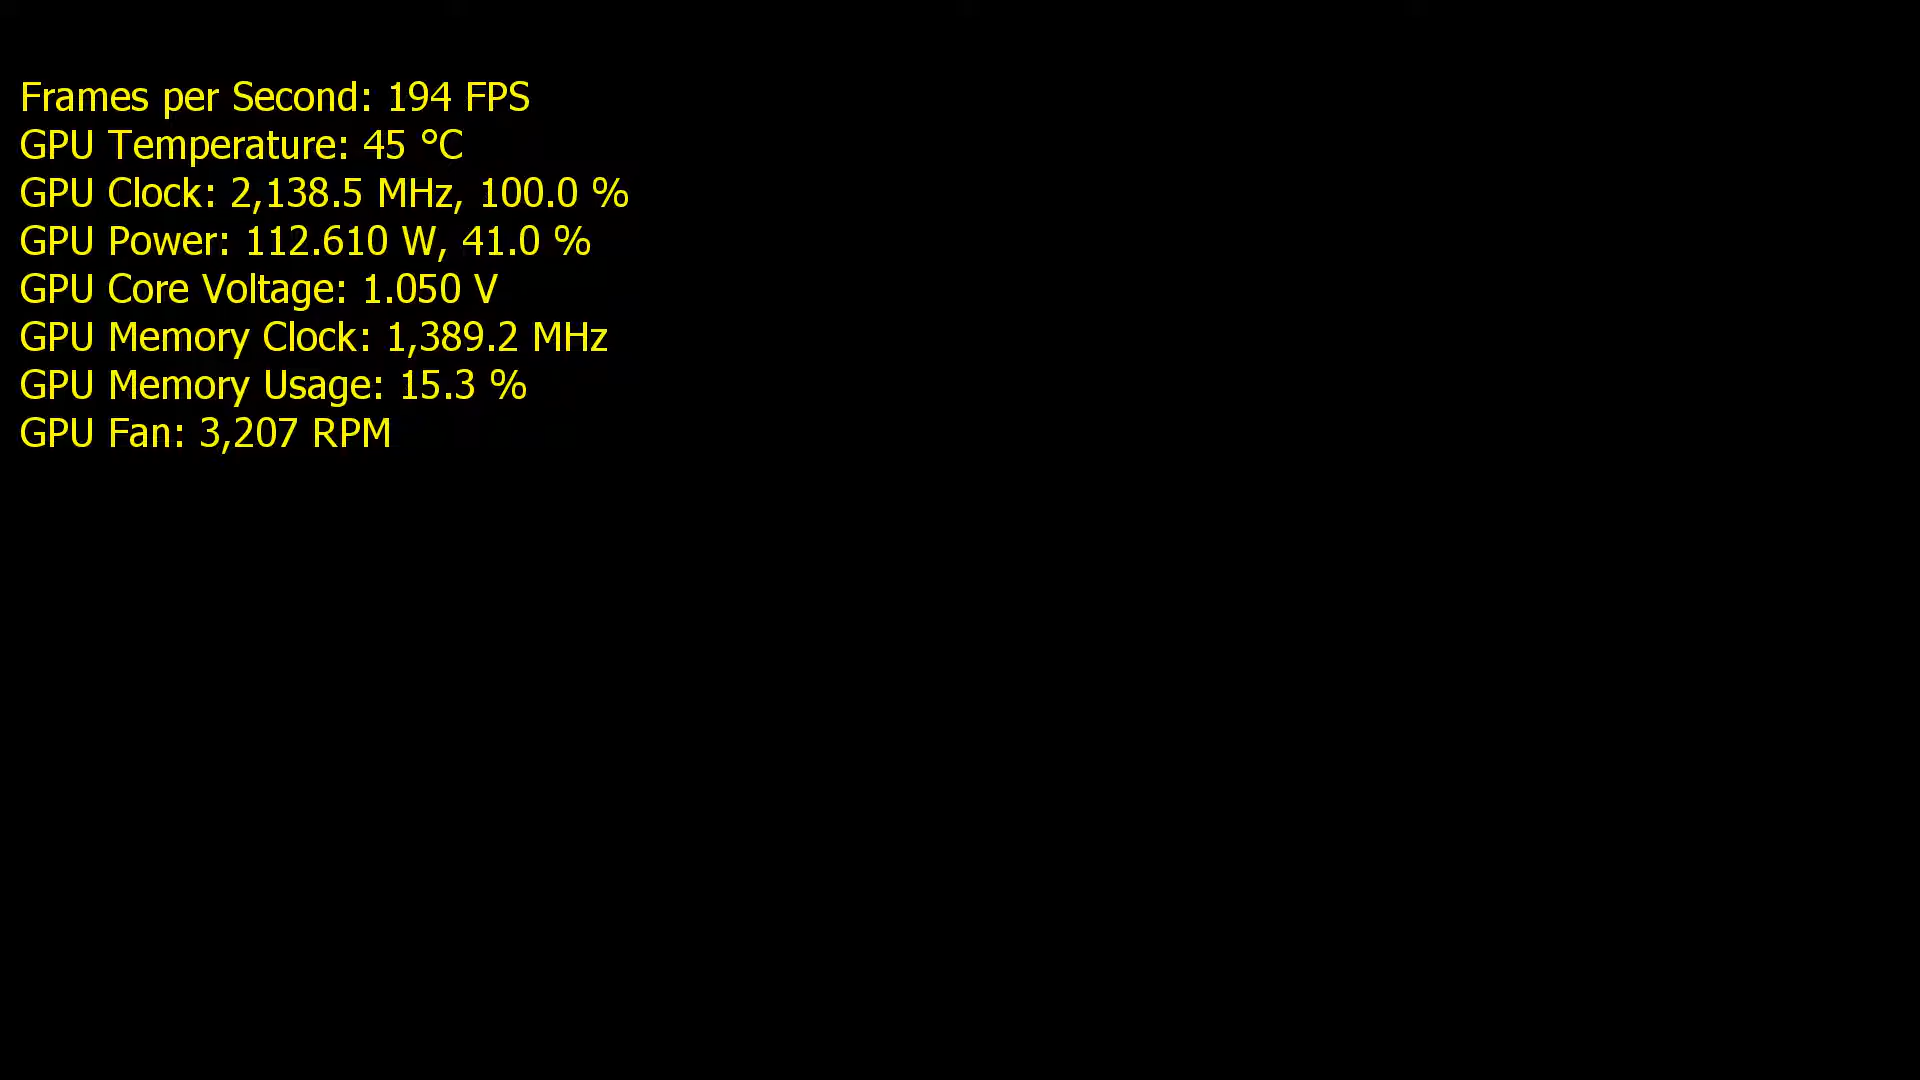 Frames per Second: 194 FPS
GPU Temperature: 45 °C
GPU Clock: 2,138.5 MHz, 100.0 %
GPU Power: 112.610 W, 41.0 %
GPU Core Voltage: 1.050 V
GPU Memory Clock: 1,389.2 MHz
GPU Memory Usage: 15.3 %
GPU Fan: 3,207 RPM